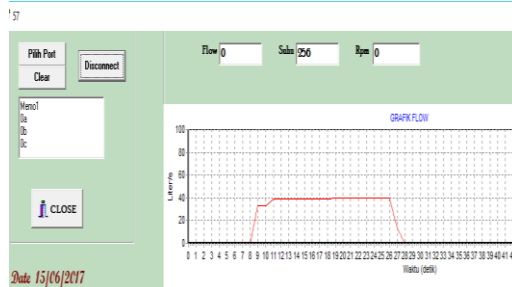 57
Pilih Port
Clear
Disconnect
Flow 0
Suhu 256
Rpm 0
Memo1
0a
0b
0c
CLOSE
Date 15/06/2017
GRAFIK FLOW
Liter/s
100
80
60
40
20
0
0 1 2 3 4 5 6 7 8 9 10 11 12 13 14 15 16 17 18 19 20 21 22 23 24 25 26 27 28 29 30 31 32 33 34 35 36 37 38 39 40 41
Waktu (detik)